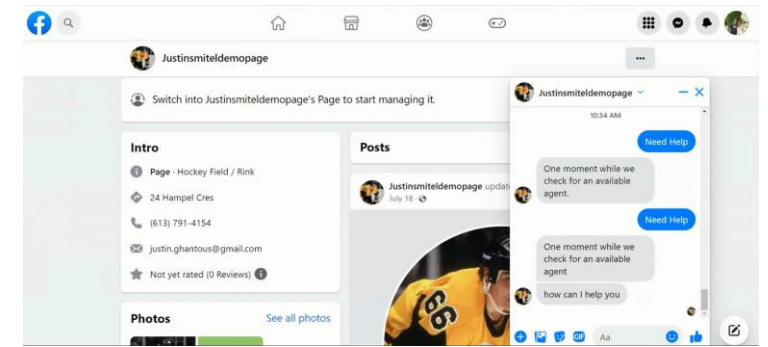 Justinsmiteldemopage
Switch into Justinsmiteldemopage's Page to start managing it.
Intro
Page · Hockey Field / Rink
24 Hampel Cres
(613) 791-4154
justin.ghantous@gmail.com
Not yet rated (0 Reviews)
Photos
See all photos
Posts
Justinsmiteldemopage updat
July 18
66
Justinsmiteldemopage
10:34 AM
Need Help
One moment while we
check for an available
agent.
Need Help
One moment while we
check for an available
agent
how can I help you
GIF
Aa